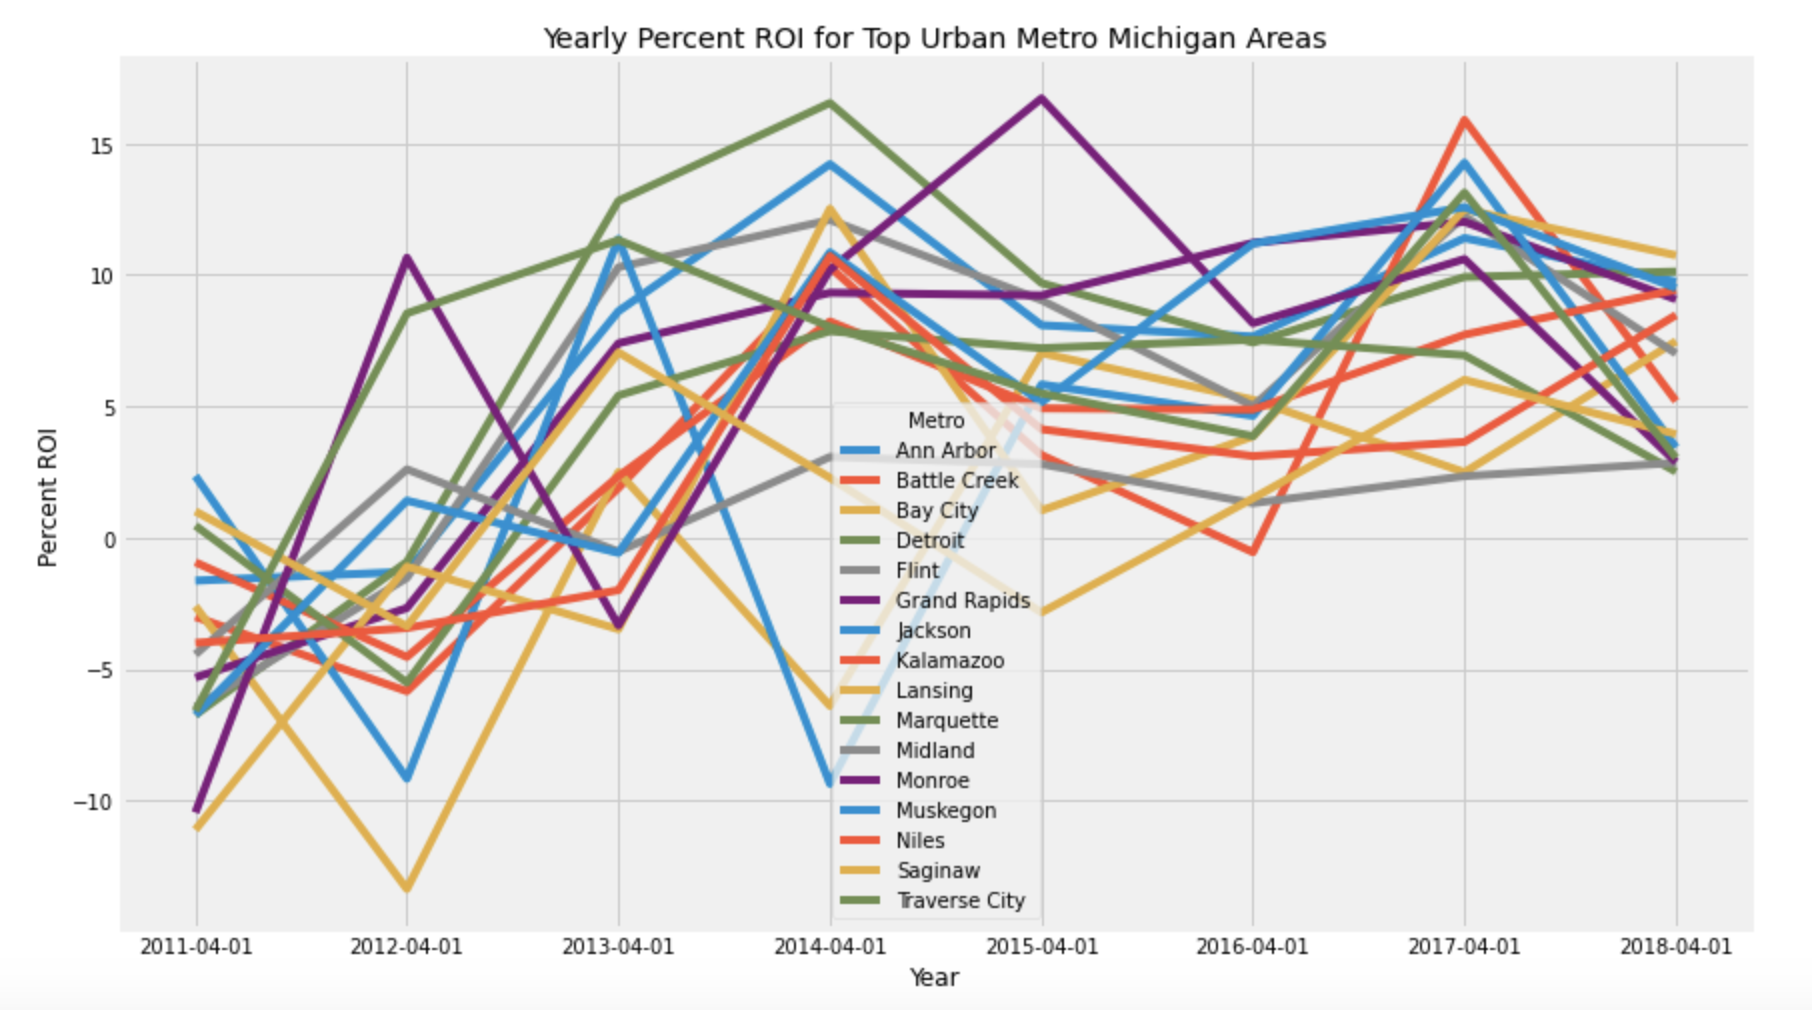 Yearly Percent ROI for Top Urban Metro Michigan Areas
Percent ROI
15
10
5
0
−5
−10
Metro
Ann Arbor
Battle Creek
Bay City
Detroit
Flint
Grand Rapids
Jackson
Kalamazoo
Lansing
Marquette
Midland
Monroe
Muskegon
Niles
Saginaw
Traverse City
2011-04-01 2012-04-01 2013-04-01 2014-04-01 2015-04-01 2016-04-01 2017-04-01 2018-04-01
Year